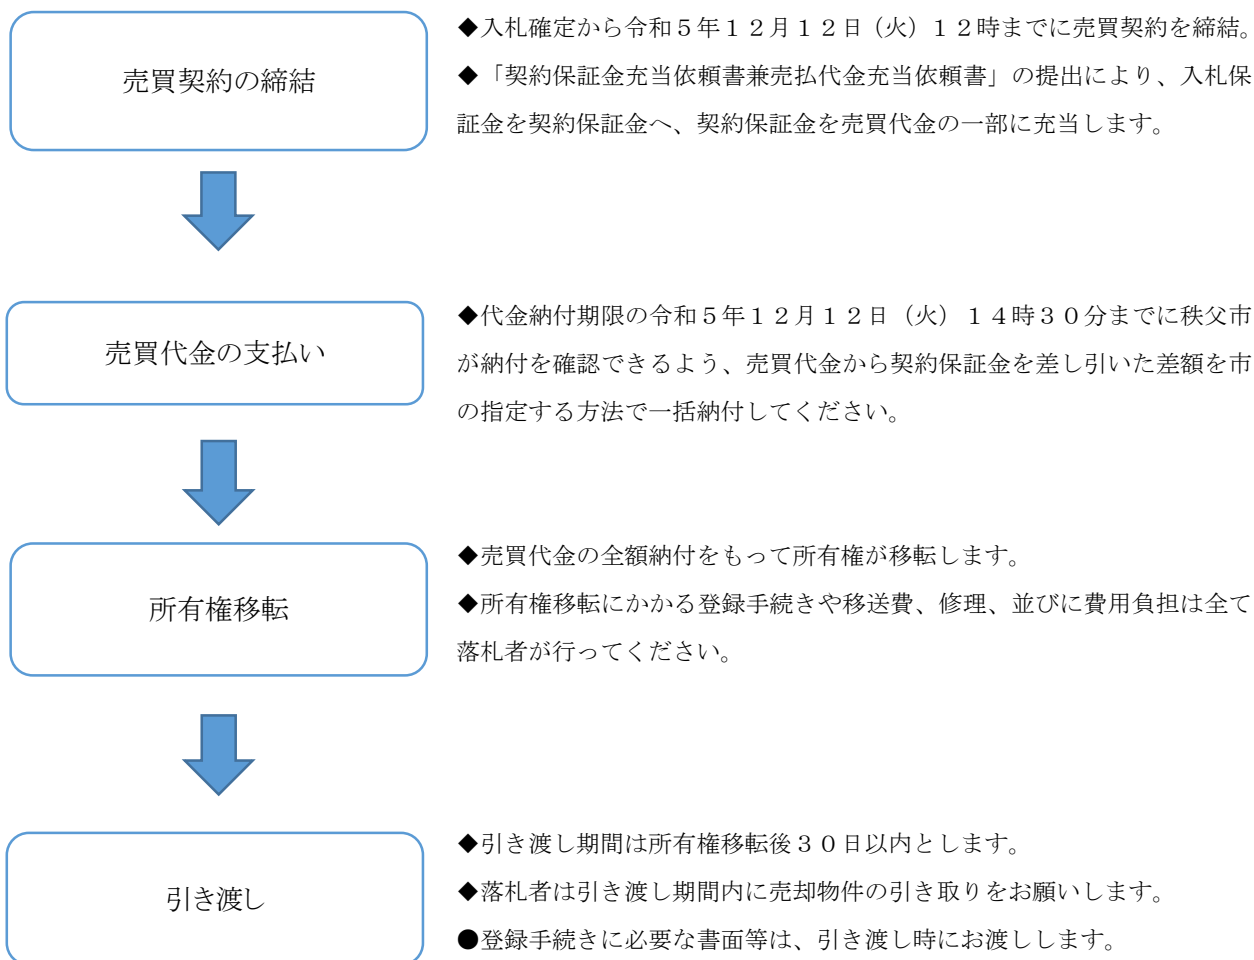 売買契約の締結
◆入札確定から令和５年１２月１２日（火）１２時までに売買契約を締結。
◆「契約保証金充当依頼書兼売払代金充当依頼書」の提出により、入札保
証金を契約保証金へ、契約保証金を売買代金の一部に充当します。
売買代金の支払い
◆代金納付期限の令和５年１２月１２日（火）１４時３０分までに秩父市
が納付を確認できるよう、売買代金から契約保証金を差し引いた差額を市
の指定する方法で一括納付してください。
所有権移転
◆売買代金の全額納付をもって所有権が移転します。
◆所有権移転にかかる登録手続きや移送費、修理、並びに費用負担は全て
落札者が行ってください。
引き渡し
◆引き渡し期間は所有権移転後３０日以内とします。
◆落札者は引き渡し期間内に売却物件の引き取りをお願いします。
●登録手続きに必要な書面等は、引き渡し時にお渡しします。